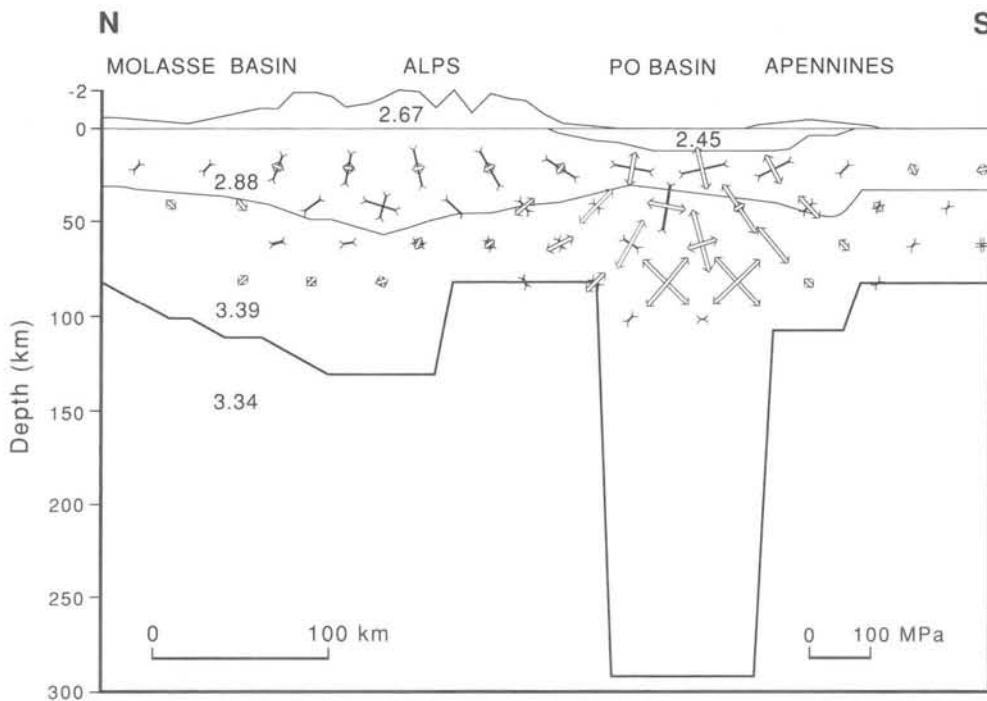 N S
MOLASSE BASIN ALPS PO BASIN APENNINES
-2
0
50
100
150
200
250
300
Depth (km)
2.67
2.45
2.88
3.39
3.34
0 100 km
0 100 MPa